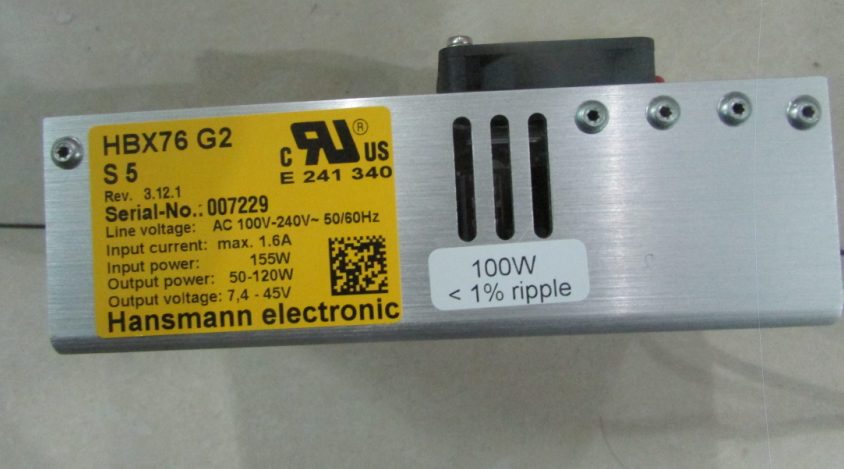 HBX76 G2
S 5
Rev. 3.12.1
Serial-No.: 007229
Line voltage: AC 100V-240V~ 50/60Hz
Input current: max. 1.6A
Input power: 155W
Output power: 50-120W
Output voltage: 7,4 - 45V
Hansmann electronic
c RU ® US
E 241 340
100W
< 1% ripple